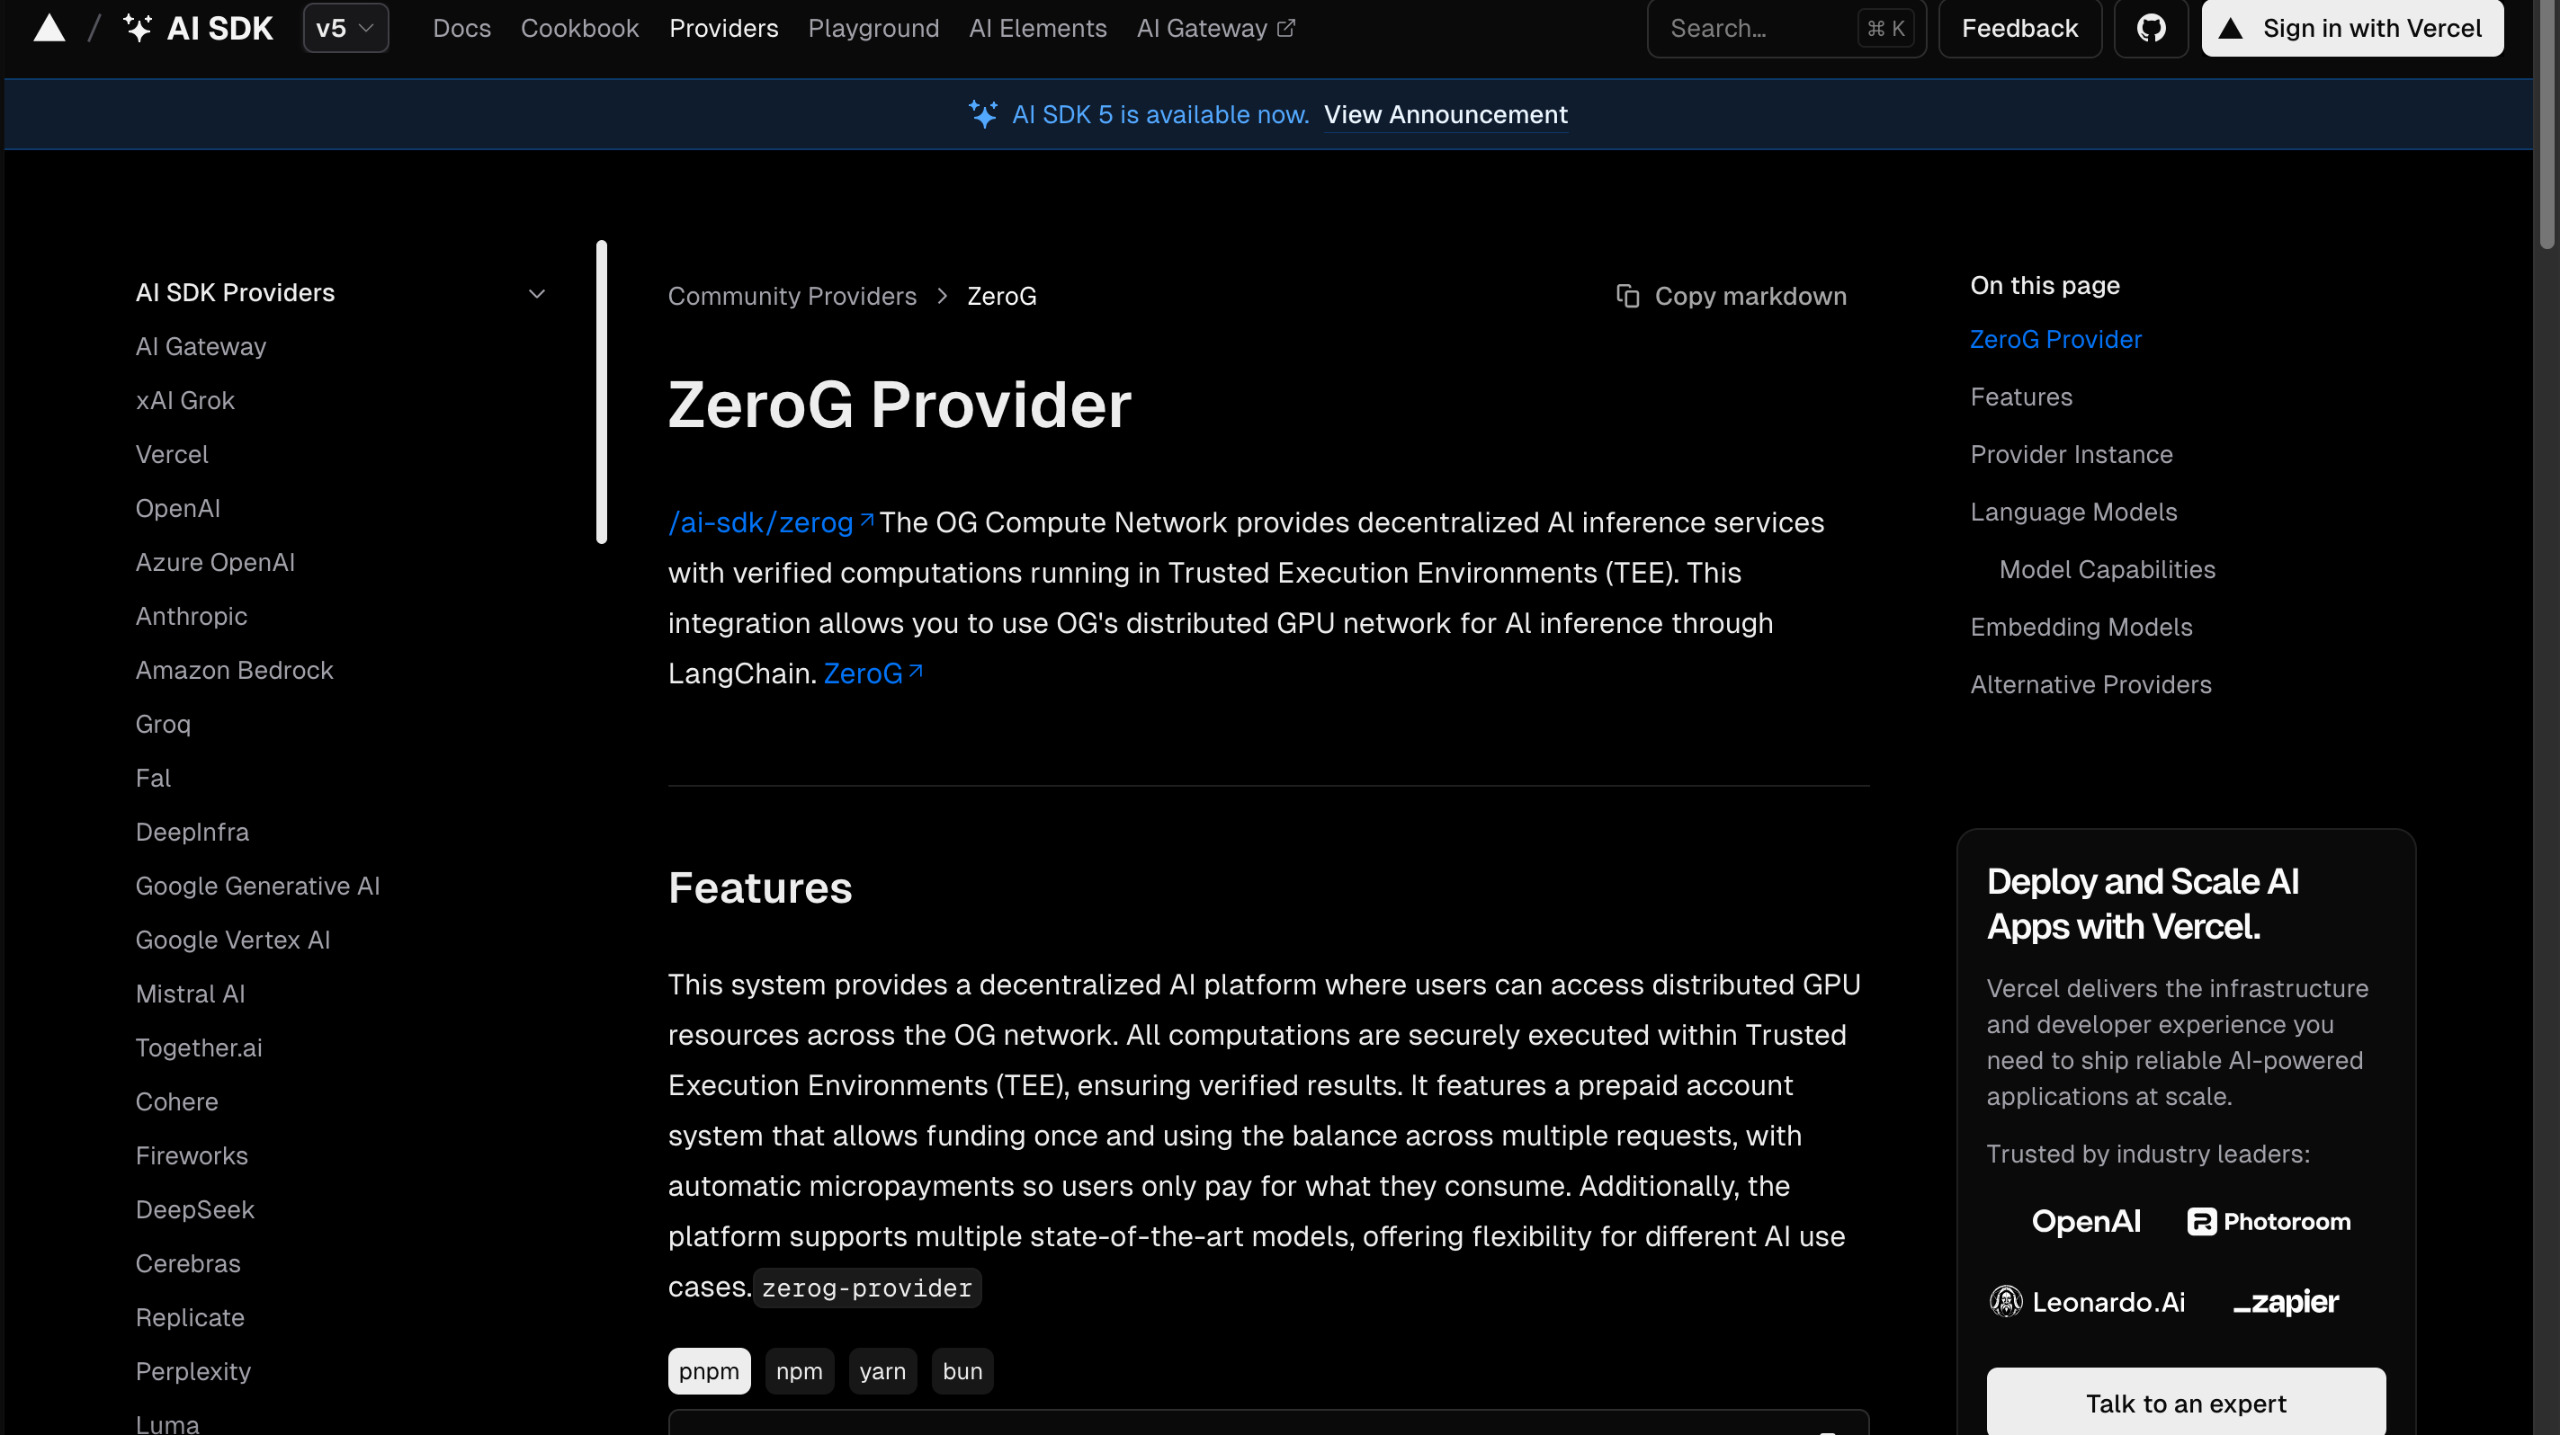 AI SDK
v5
Docs
Cookbook
Providers
Playground
AI Elements
AI Gateway
Search...
⌘ K
Feedback
Sign in with Vercel
AI SDK 5 is available now. View Announcement
AI SDK Providers
AI Gateway
xAI Grok
Vercel
OpenAI
Azure OpenAI
Anthropic
Amazon Bedrock
Groq
Fal
DeepInfra
Google Generative AI
Google Vertex AI
Mistral AI
Together.ai
Cohere
Fireworks
DeepSeek
Cerebras
Replicate
Perplexity
Luma
Community Providers > ZeroG
Copy markdown
ZeroG Provider
/ai-sdk/zerog The OG Compute Network provides decentralized Al inference services
with verified computations running in Trusted Execution Environments (TEE). This
integration allows you to use OG's distributed GPU network for Al inference through
LangChain. ZeroG
Features
This system provides a decentralized AI platform where users can access distributed GPU
resources across the OG network. All computations are securely executed within Trusted
Execution Environments (TEE), ensuring verified results. It features a prepaid account
system that allows funding once and using the balance across multiple requests, with
automatic micropayments so users only pay for what they consume. Additionally, the
platform supports multiple state-of-the-art models, offering flexibility for different AI use
cases. zerog-provider
pnpm
npm
yarn
bun
On this page
ZeroG Provider
Features
Provider Instance
Language Models
Model Capabilities
Embedding Models
Alternative Providers
Deploy and Scale AI
Apps with Vercel.
Vercel delivers the infrastructure
and developer experience you
need to ship reliable AI-powered
applications at scale.
Trusted by industry leaders:
OpenAI
Photoroom
Leonardo.Ai
zapier
Talk to an expert